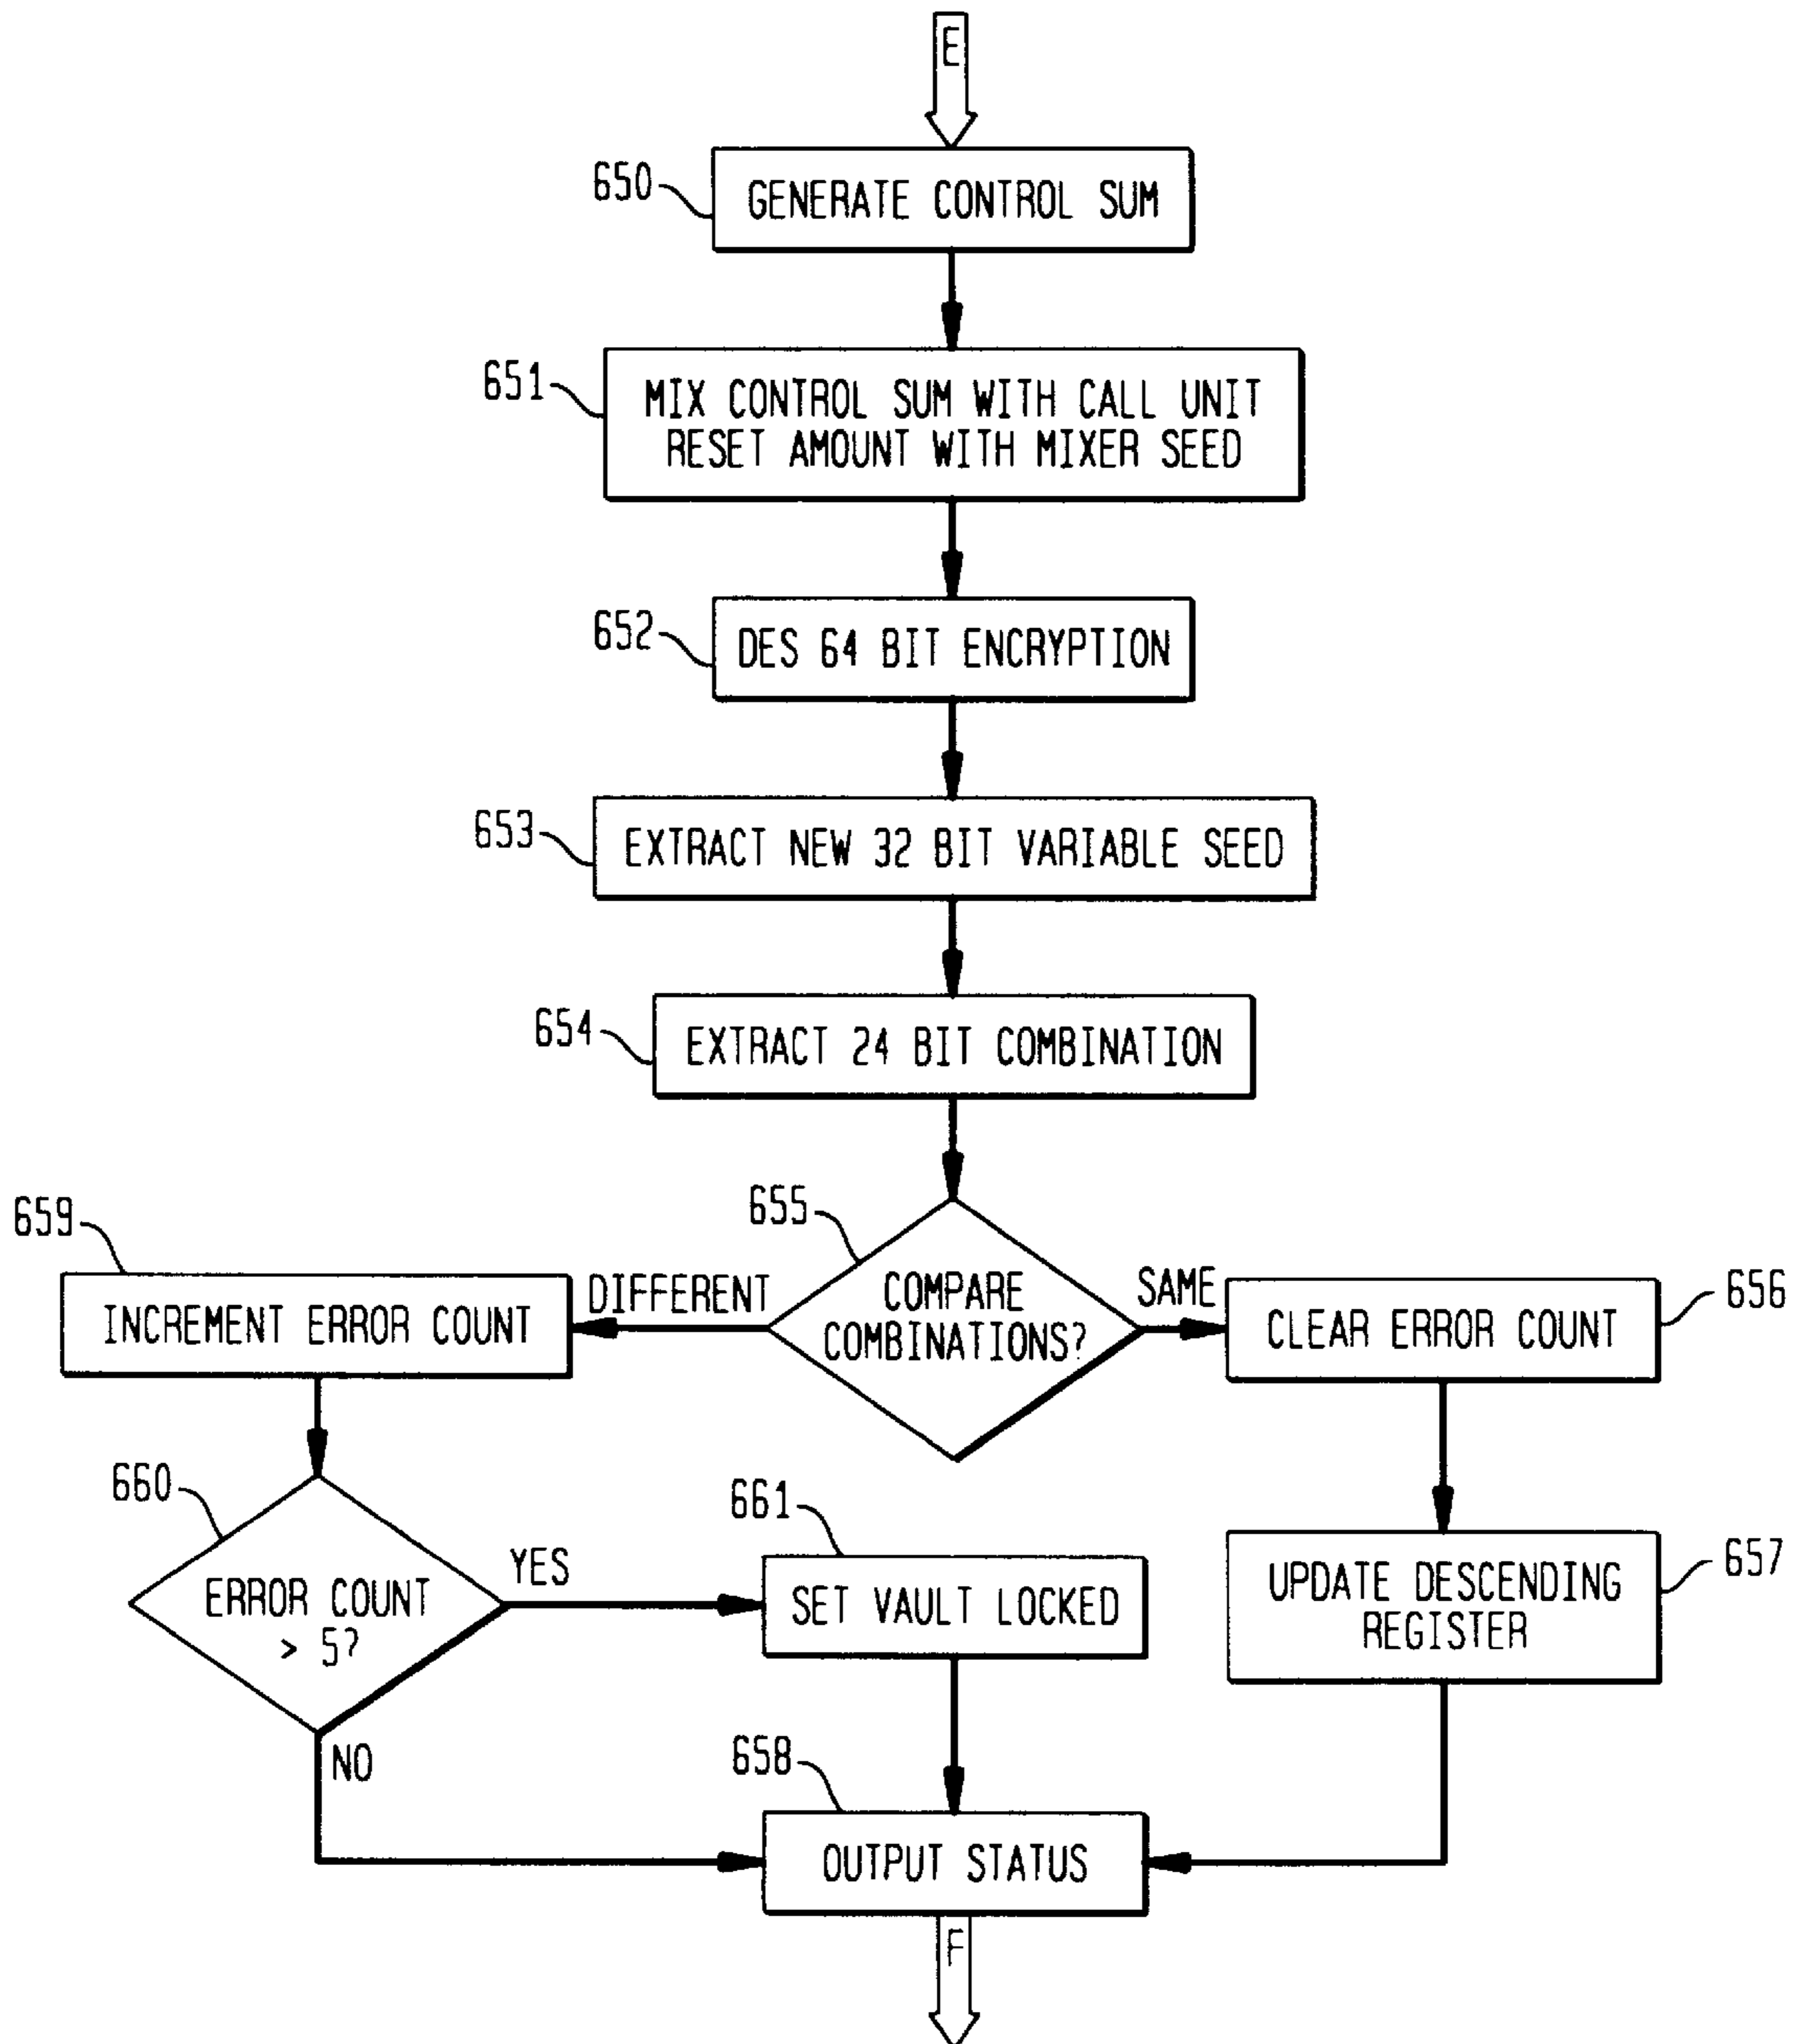 E
650
GENERATE CONTROL SUM
651
MIX CONTROL SUM WITH CALL UNIT
RESET AMOUNT WITH MIXER SEED
652
DES 64 BIT ENCRYPTION
653
EXTRACT NEW 32 BIT VARIABLE SEED
654
EXTRACT 24 BIT COMBINATION
655
COMPARE
COMBINATIONS?
DIFFERENT
SAME
659
INCREMENT ERROR COUNT
656
CLEAR ERROR COUNT
660
ERROR COUNT
> 5?
YES
NO
661
SET VAULT LOCKED
657
UPDATE DESCENDING
REGISTER
658
OUTPUT STATUS
F